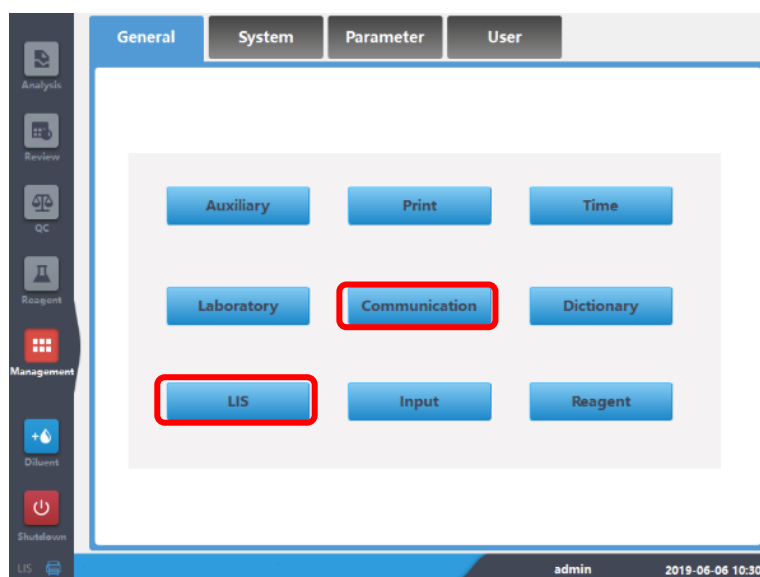 General System Parameter User
Analysis
Review
QC
Reagent
Management
Diluent
Shutdown
LIS
Auxiliary Print Time
Laboratory Communication Dictionary
LIS Input Reagent
admin 2019-06-06 10:30